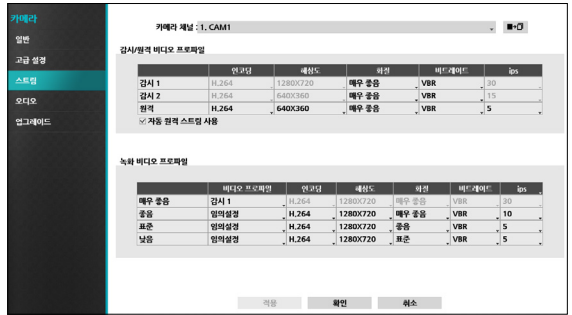 카메라
일반
고급 설정
스트림
오디오
업그레이드
카메라 채널 : 1. CAM1
감시/원격 비디오 프로파일
인코딩 해상도 화질 비트레이트 ips
감시 1 H.264 1280X720 매우 좋음 VBR 30
감시 2 H.264 640X360 매우 좋음 VBR 15
원격 H.264 640X360 매우 좋음 VBR 5
자동 원격 스트림 사용
녹화 비디오 프로파일
비디오 프로파일 인코딩 해상도 화질 비트레이트 ips
매우 좋음 감시 1 H.264 1280X720 매우 좋음 VBR 30
좋음 임의설정 H.264 1280X720 매우 좋음 VBR 10
표준 임의설정 H.264 1280X720 좋음 VBR 5
낮음 임의설정 H.264 1280X720 표준 VBR 5
적용 확인 취소